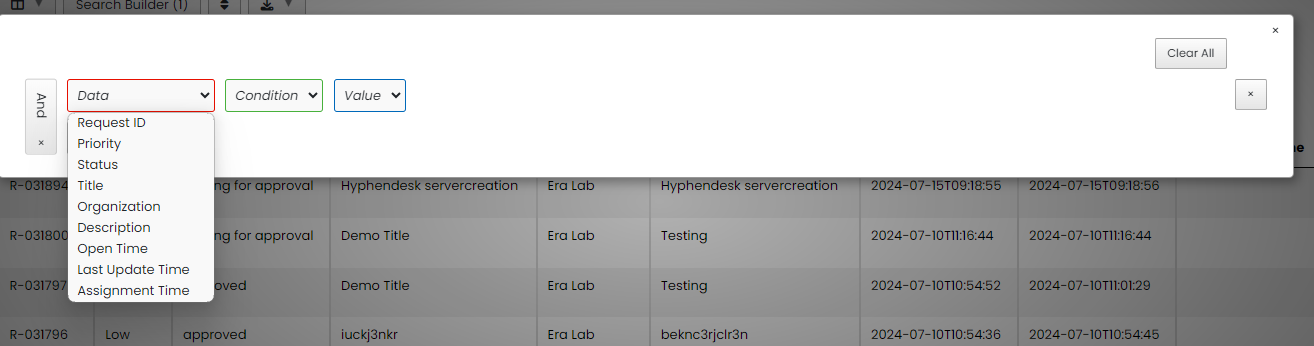 Search Builder (1)
×
Clear All
And
×
Data
Condition
Value
×
Request ID
Priority
Status
Title
Organization
Description
Open Time
Last Update Time
Assignment Time
R-031894 ng for approval Hyphendesk servercreation Era Lab Hyphendesk servercreation 2024-07-15T09:18:55 2024-07-15T09:18:56
R-031800 ng for approval Demo Title Era Lab Testing 2024-07-10T11:16:44 2024-07-10T11:16:44
R-031797 oved Demo Title Era Lab Testing 2024-07-10T10:54:52 2024-07-10T11:01:29
R-031796 Low approved iuckj3nkr Era Lab beknc3rjclr3n 2024-07-10T10:54:36 2024-07-10T10:54:45